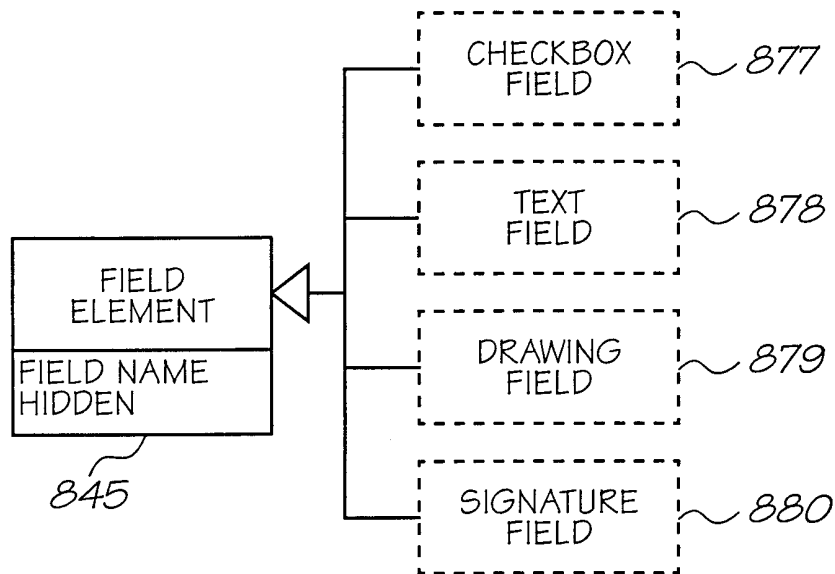 CHECKBOX
FIELD
877
TEXT
FIELD
878
FIELD
ELEMENT
FIELD NAME
HIDDEN
845
DRAWING
FIELD
879
SIGNATURE
FIELD
880